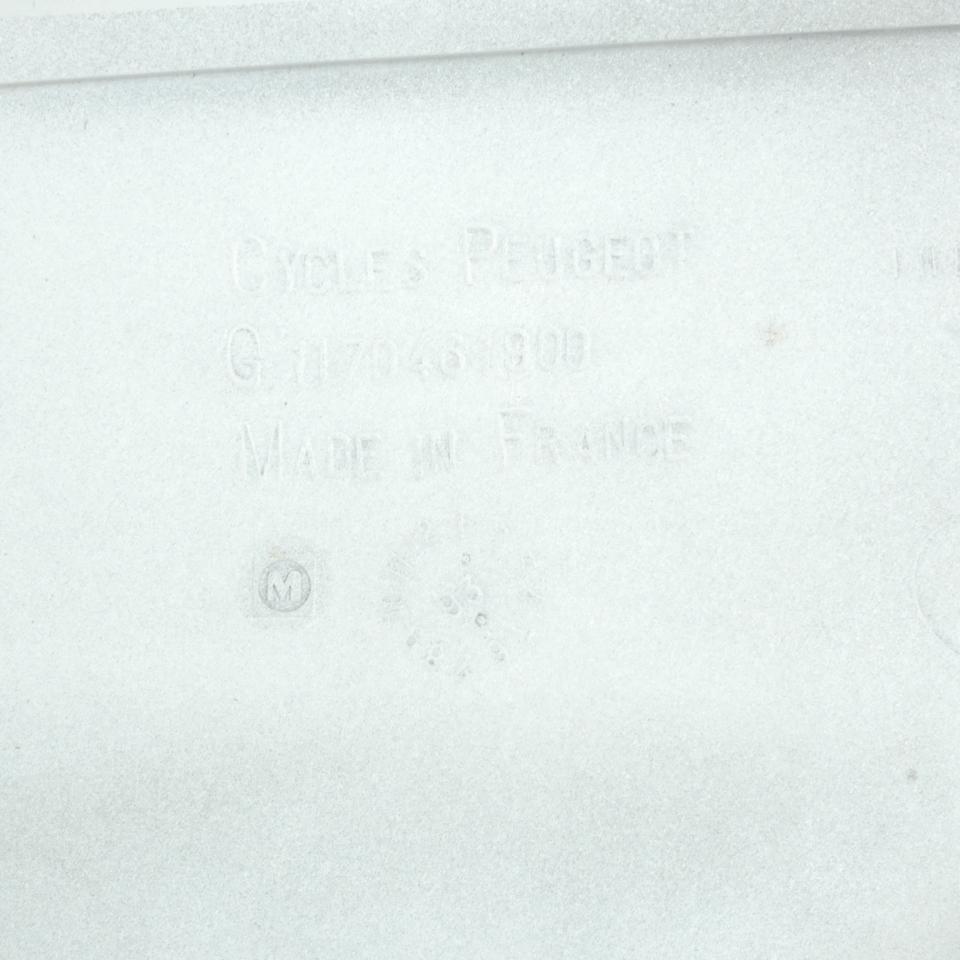 CYCLES PEUGEOT
G 1170461900
MADE IN FRANCE
M